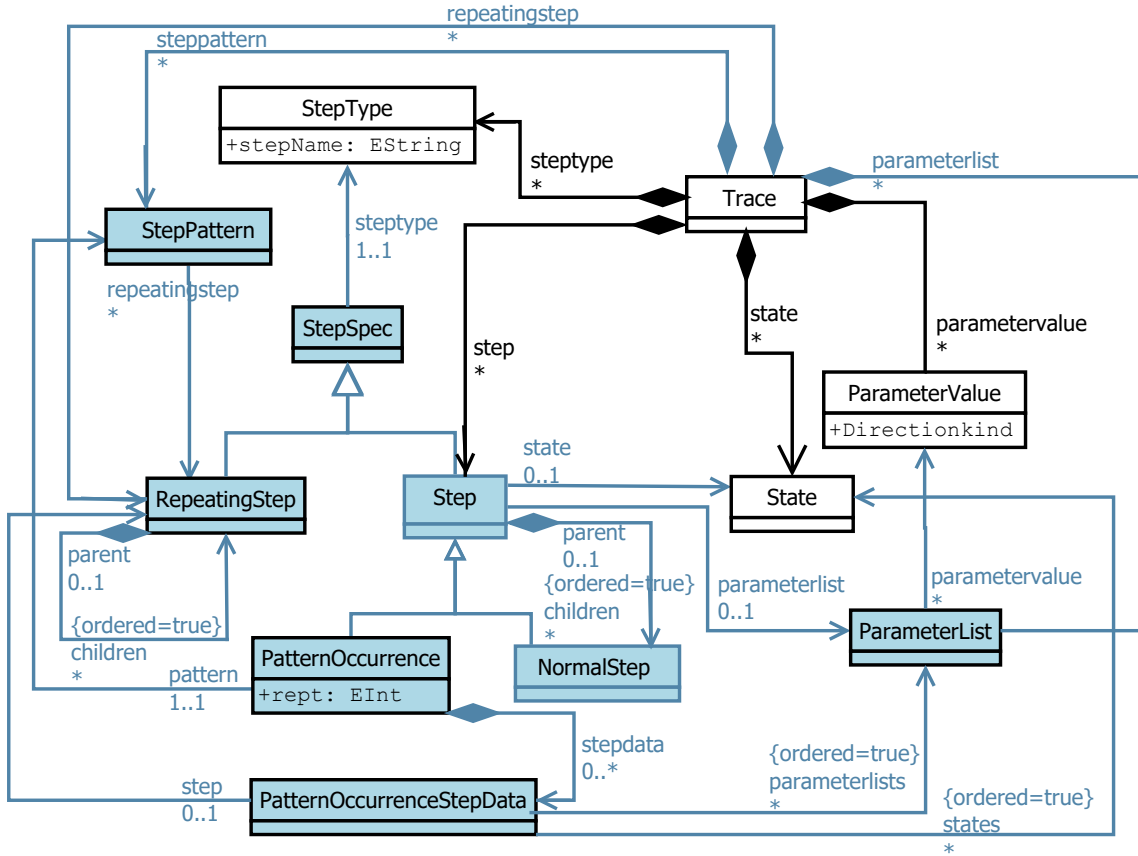 repeatingstep
*
steppattern
*
StepType
+stepName: EString
steptype
*
parameterlist
*
Trace
StepPattern
steptype
1..1
repeatingstep
*
StepSpec
step
*
state
*
parametervalue
*
ParameterValue
+Directionkind
RepeatingStep
Step
state
0..1
State
parent
0..1
parent
0..1
{ordered=true}
children
*
{ordered=true}
children
*
parameterlist
0..1
parametervalue
*
ParameterList
PatternOccurrence
+rept: EInt
NormalStep
pattern
1..1
stepdata
0..*
{ordered=true}
parameterlists
*
step
0..1
PatternOccurrenceStepData
{ordered=true}
states
*